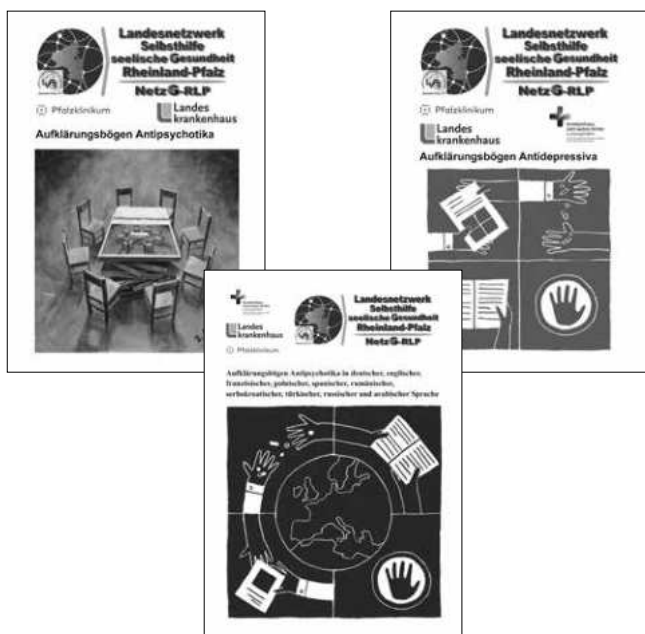 Landesnetzwerk
Selbsthilfe
seelische Gesundheit
Rheinland-Pfalz
NetzG-RLP
Pfalzklinikum
Landes
krankenhaus
Aufklärungsbögen Antipsychotika
Landesnetzwerk
Selbsthilfe
seelische Gesundheit
Rheinland-Pfalz
NetzG-RLP
Pfalzklinikum
Landes
krankenhaus
Aufklärungsbögen Antidepressiva
Landesnetzwerk
Selbsthilfe
seelische Gesundheit
Rheinland-Pfalz
NetzG-RLP
Landes
krankenhaus
Pfalzklinikum
Aufklärungsbögen Antipsychotika in deutscher, englischer,
französischer, polnischer, spanischer, rumänischer,
serbokroatischer, türkischer, russischer und arabischer Sprache